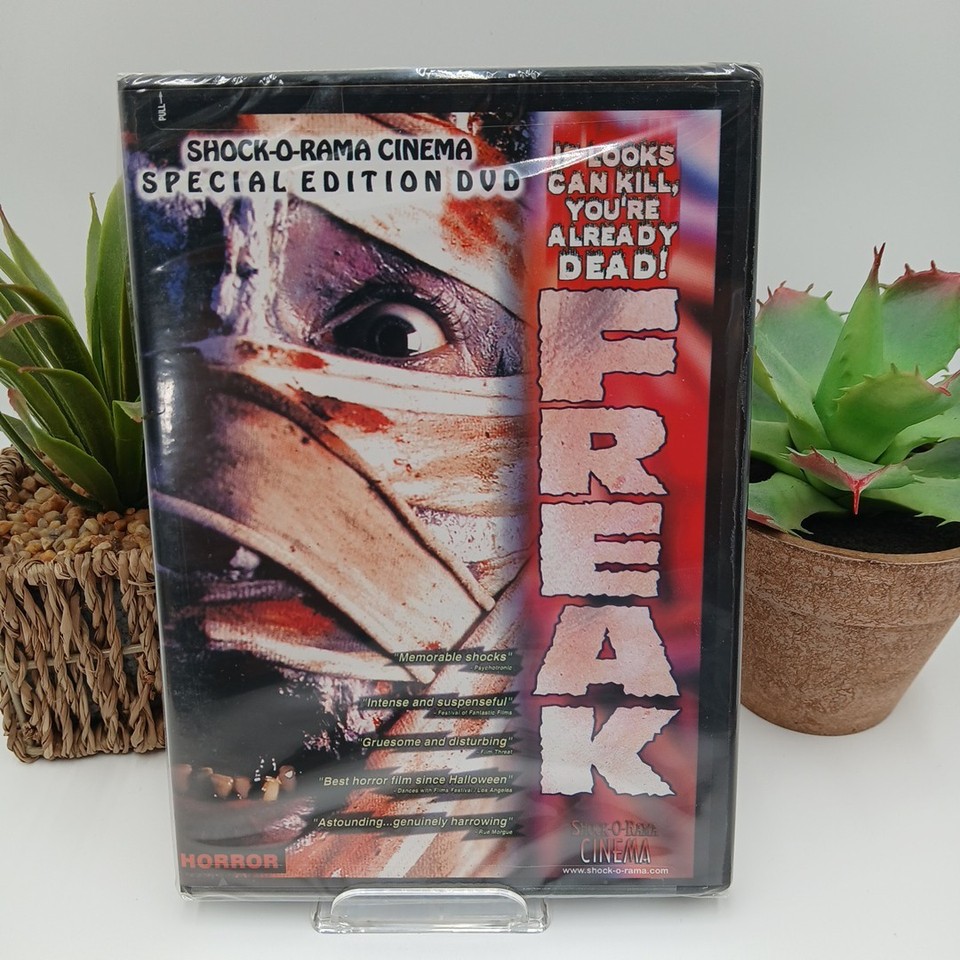 PULL
SHOCK-O-RAMA CINEMA
SPECIAL EDITION DVD
IF LOOKS
CAN KILL,
YOU'RE
ALREADY
DEAD!
FREAK
"Memorable shocks"
- Psychotronic
"Intense and suspenseful"
- Festival of Fantastic Films
"Gruesome and disturbing"
- Film Threat
"Best horror film since Halloween"
- Dances with Films Festival / Los Angeles
"Astounding...genuinely harrowing"
- Rue Morgue
HORROR
SHOCK-O-RAMA
CINEMA
www.shock-o-rama.com